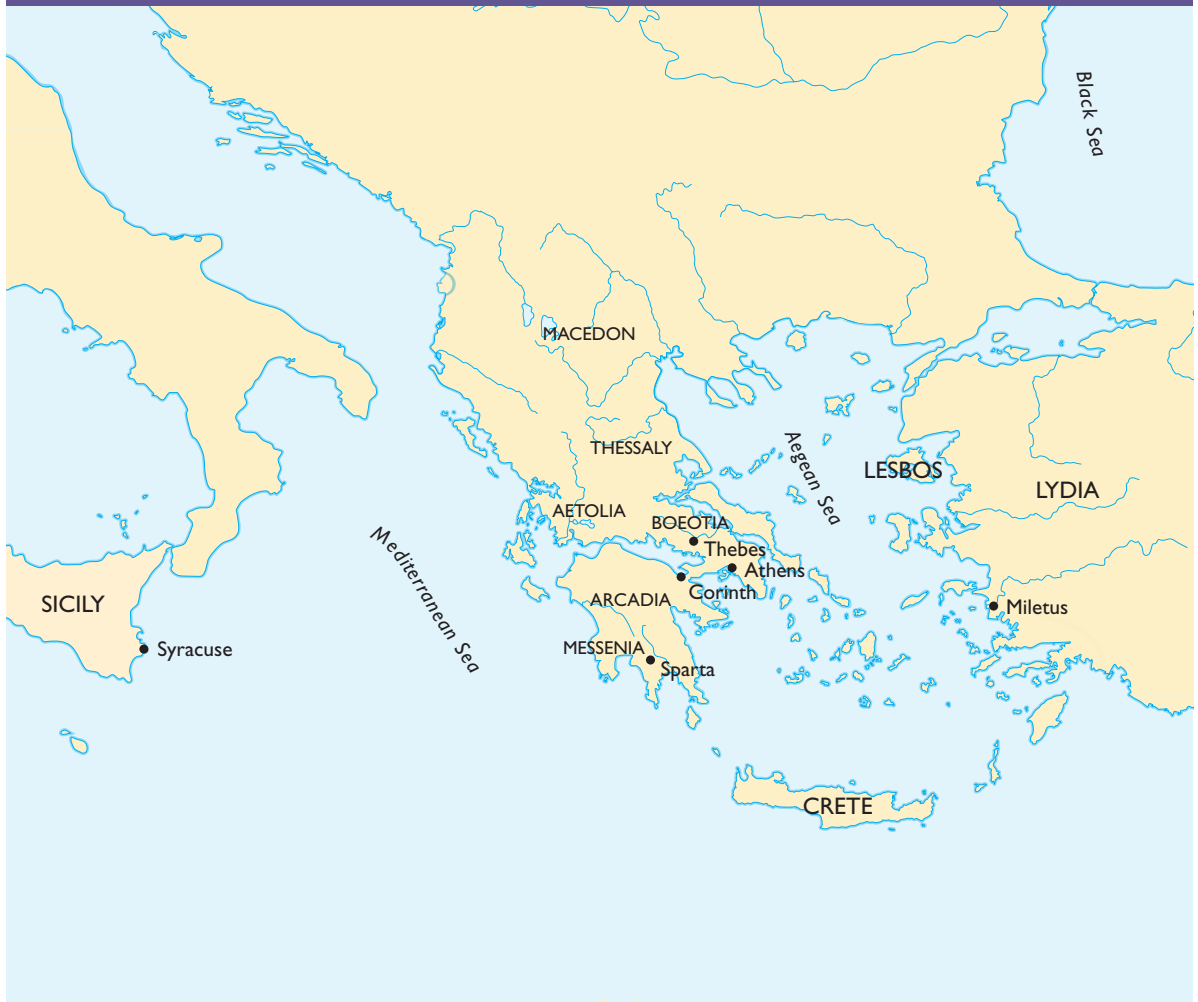 Black Sea
MACEDON
THESSALY
Aegean Sea
LESBOS
LYDIA
AETOLIA
BOEOTIA
Thebes
Athens
Mediterranean Sea
Corinth
SICILY
ARCADIA
Miletus
MESSENIA
Syracuse
Sparta
CRETE